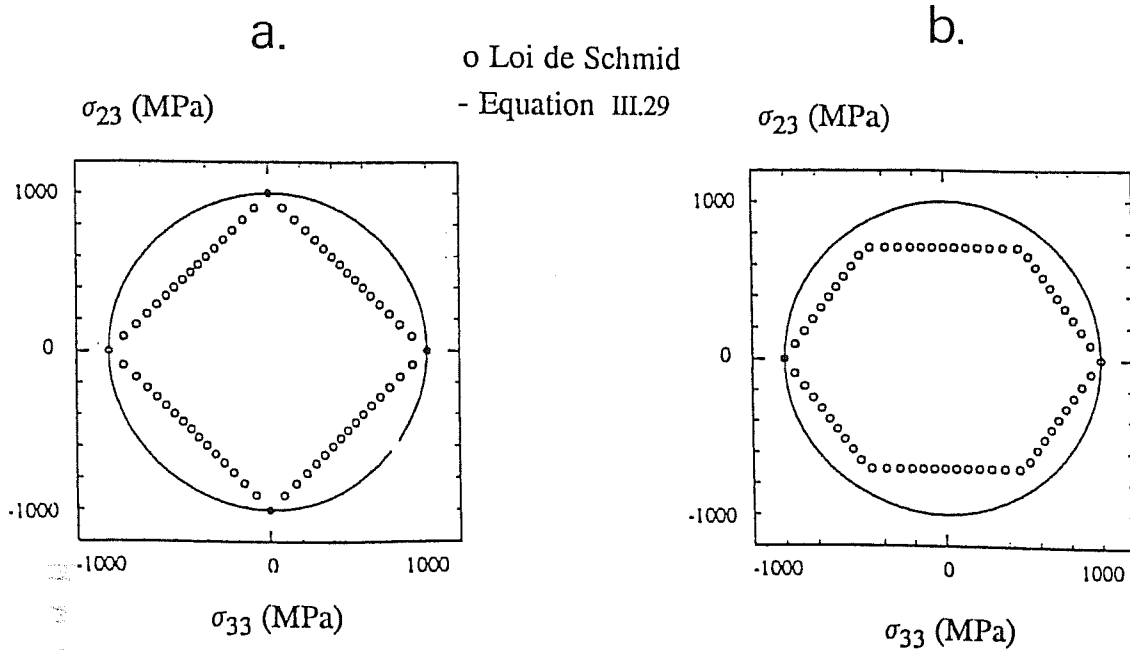 a.
b.
o Loi de Schmid
- Equation III.29
σ23 (MPa)
σ23 (MPa)
1000
0
-1000
-1000 0 1000
σ33 (MPa)
1000
0
-1000
-1000 0 1000
σ33 (MPa)